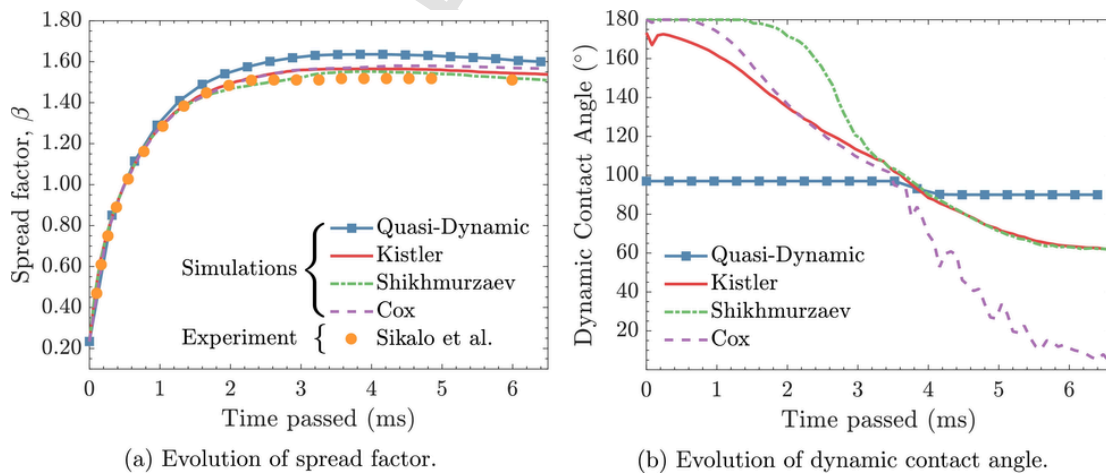 1.80
1.60
1.40
1.20
1.00
0.80
0.60
0.40
0.20
Spread factor, β
Quasi-Dynamic
Kistler
Simulations
Shikhmurzaev
Cox
Experiment { Sikalo et al.
0 1 2 3 4 5 6
Time passed (ms)
(a) Evolution of spread factor.
180
160
140
120
100
80
60
40
20
Dynamic Contact Angle (°)
Quasi-Dynamic
Kistler
Shikhmurzaev
Cox
0 1 2 3 4 5 6
Time passed (ms)
(b) Evolution of dynamic contact angle.